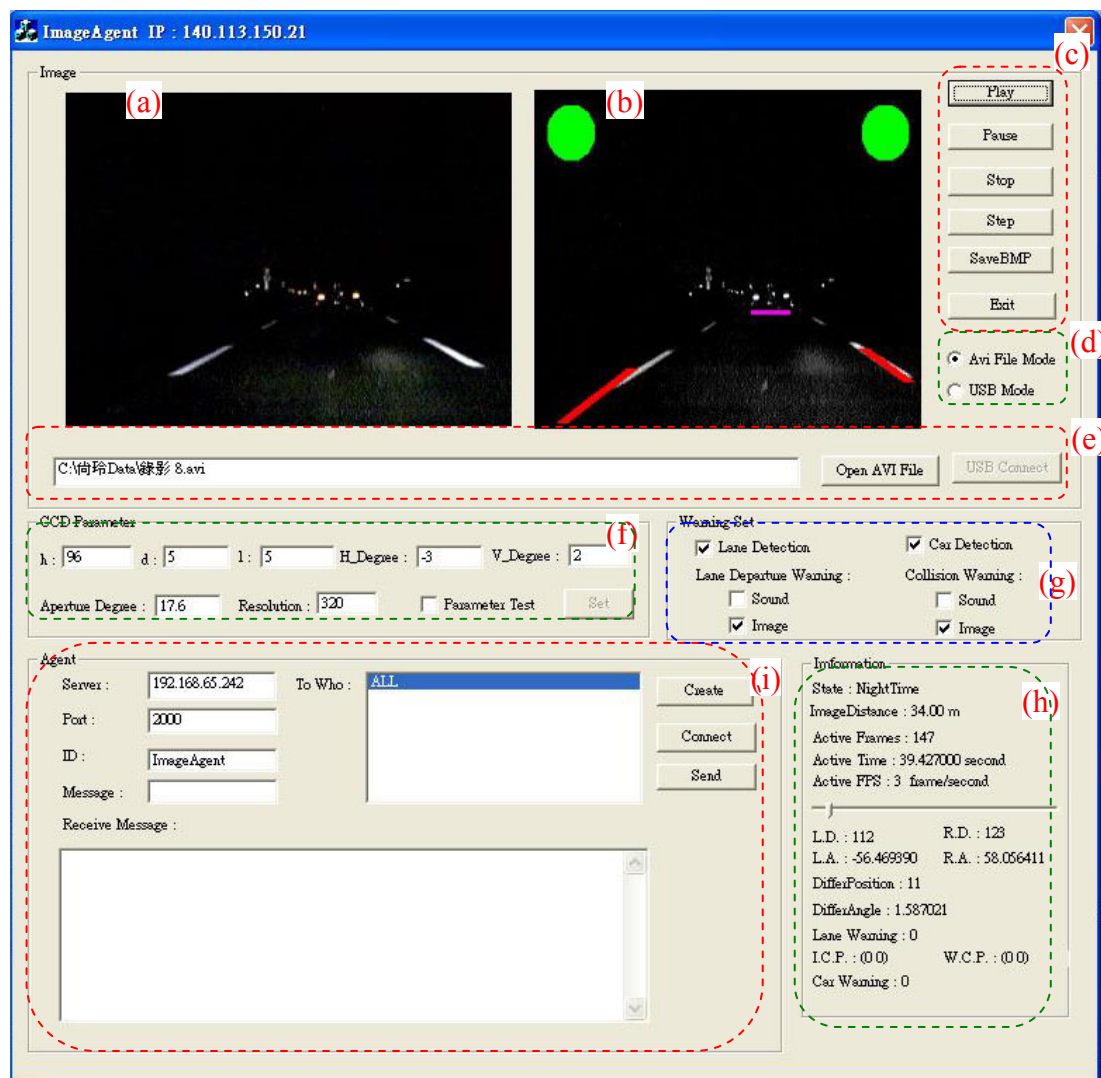 ImageAgent IP : 140.113.150.21
(c)
Image
(a)
(b)
Play
Pause
Stop
Step
SaveBMP
Exit
(d)
Avi File Mode
USB Mode
(e)
C:\尚玲Data\錄影 8.avi
Open AVI File
USB Connect
CCD Parameter
(f)
h : 96
d : 5
l : 5
H_Degree : -3
V_Degree : 2
Aperture Degree : 17.6
Resolution : 320
Parameter Test
Set
Warning Set
Lane Detection
Car Detection
Lane Departure Warning :
Collision Warning :
(g)
Sound
Sound
Image
Image
Agent
(i)
Server : 192.168.65.242
To Who : ALL
Create
Port : 2000
Connect
ID : ImageAgent
Send
Message :
Receive Message :
Imformation
(h)
State : NightTime
ImageDistance : 34.00 m
Active Frames : 147
Active Time : 39.427000 second
Active FPS : 3 frame/second
L.D. : 112
R.D. : 123
L.A. : -56.469390
R.A. : 58.056411
DifferPosition : 11
DifferAngle : 1.587021
Lane Warning : 0
I.C.P. : (0 0)
W.C.P. : (0 0)
Car Warning : 0